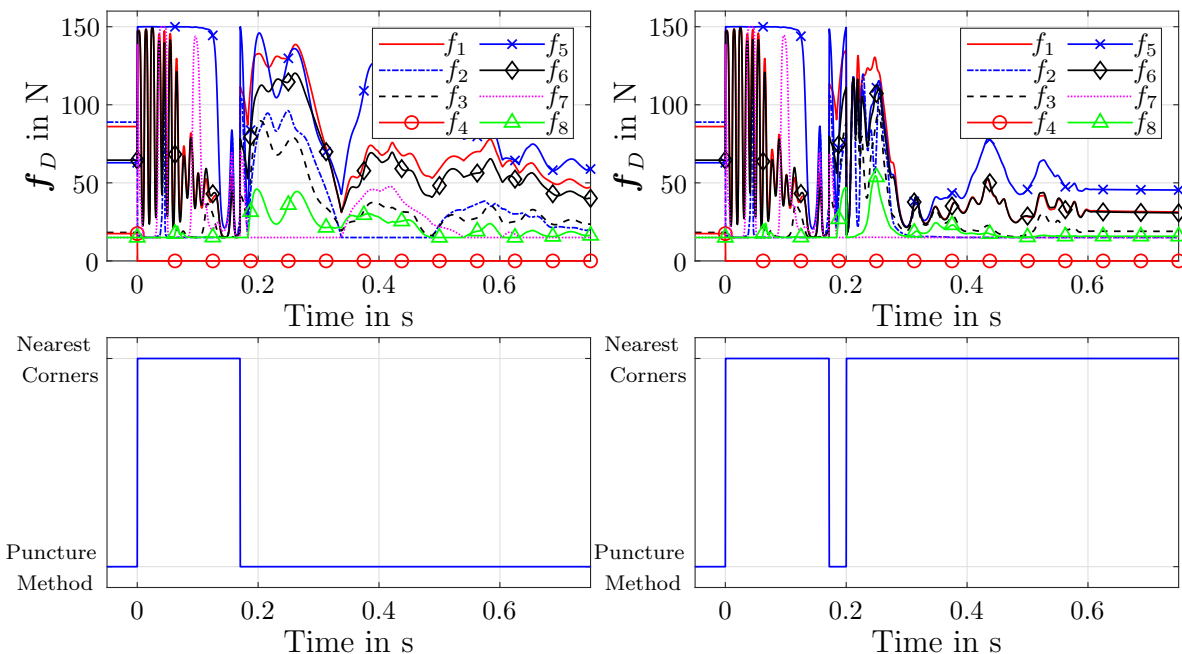 150
100
50
0
f_D in N
0 0.2 0.4 0.6
Time in s
f_1 f_5
f_2 f_6
f_3 f_7
f_4 f_8
150
100
50
0
f_D in N
0 0.2 0.4 0.6
Time in s
f_1 f_5
f_2 f_6
f_3 f_7
f_4 f_8
Nearest
Corners
Puncture
Method
0 0.2 0.4 0.6
Time in s
Nearest
Corners
Puncture
Method
0 0.2 0.4 0.6
Time in s